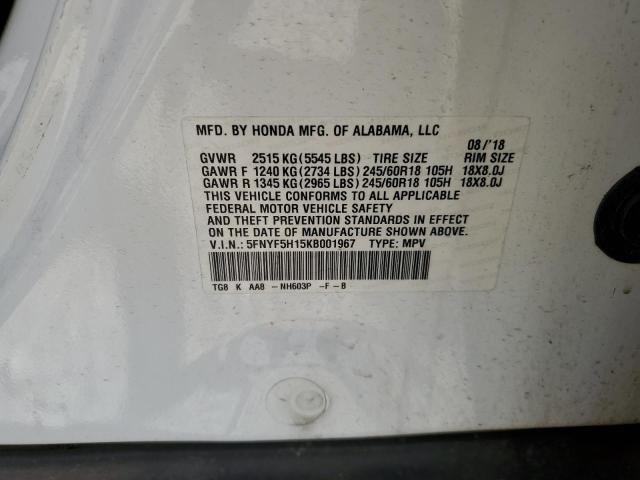 MFD. BY HONDA MFG. OF ALABAMA, LLC
08/'18
GVWR 2515 KG (5545 LBS) TIRE SIZE RIM SIZE
GAWR F 1240 KG (2734 LBS) 245/60R18 105H 18X8.0J
GAWR R 1345 KG (2965 LBS) 245/60R18 105H 18X8.0J
THIS VEHICLE CONFORMS TO ALL APPLICABLE
FEDERAL MOTOR VEHICLE SAFETY
AND THEFT PREVENTION STANDARDS IN EFFECT
ON THE DATE OF MANUFACTURE SHOWN ABOVE.
V.I.N.: 5FNYF5H15KB001967 TYPE: MPV
TG8 K AA8 -NH603P -F-B